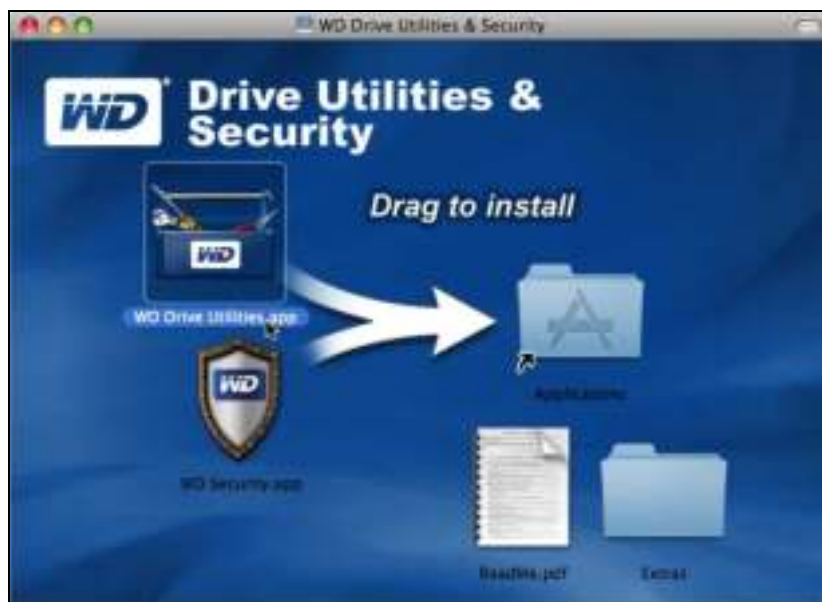 WD Drive Utilities & Security
WD
Drive Utilities &
Security
Drag to install
WD
WD Drive Utilities.app
WD
Applications
WD Security.app
ReadMe.pdf
Extras